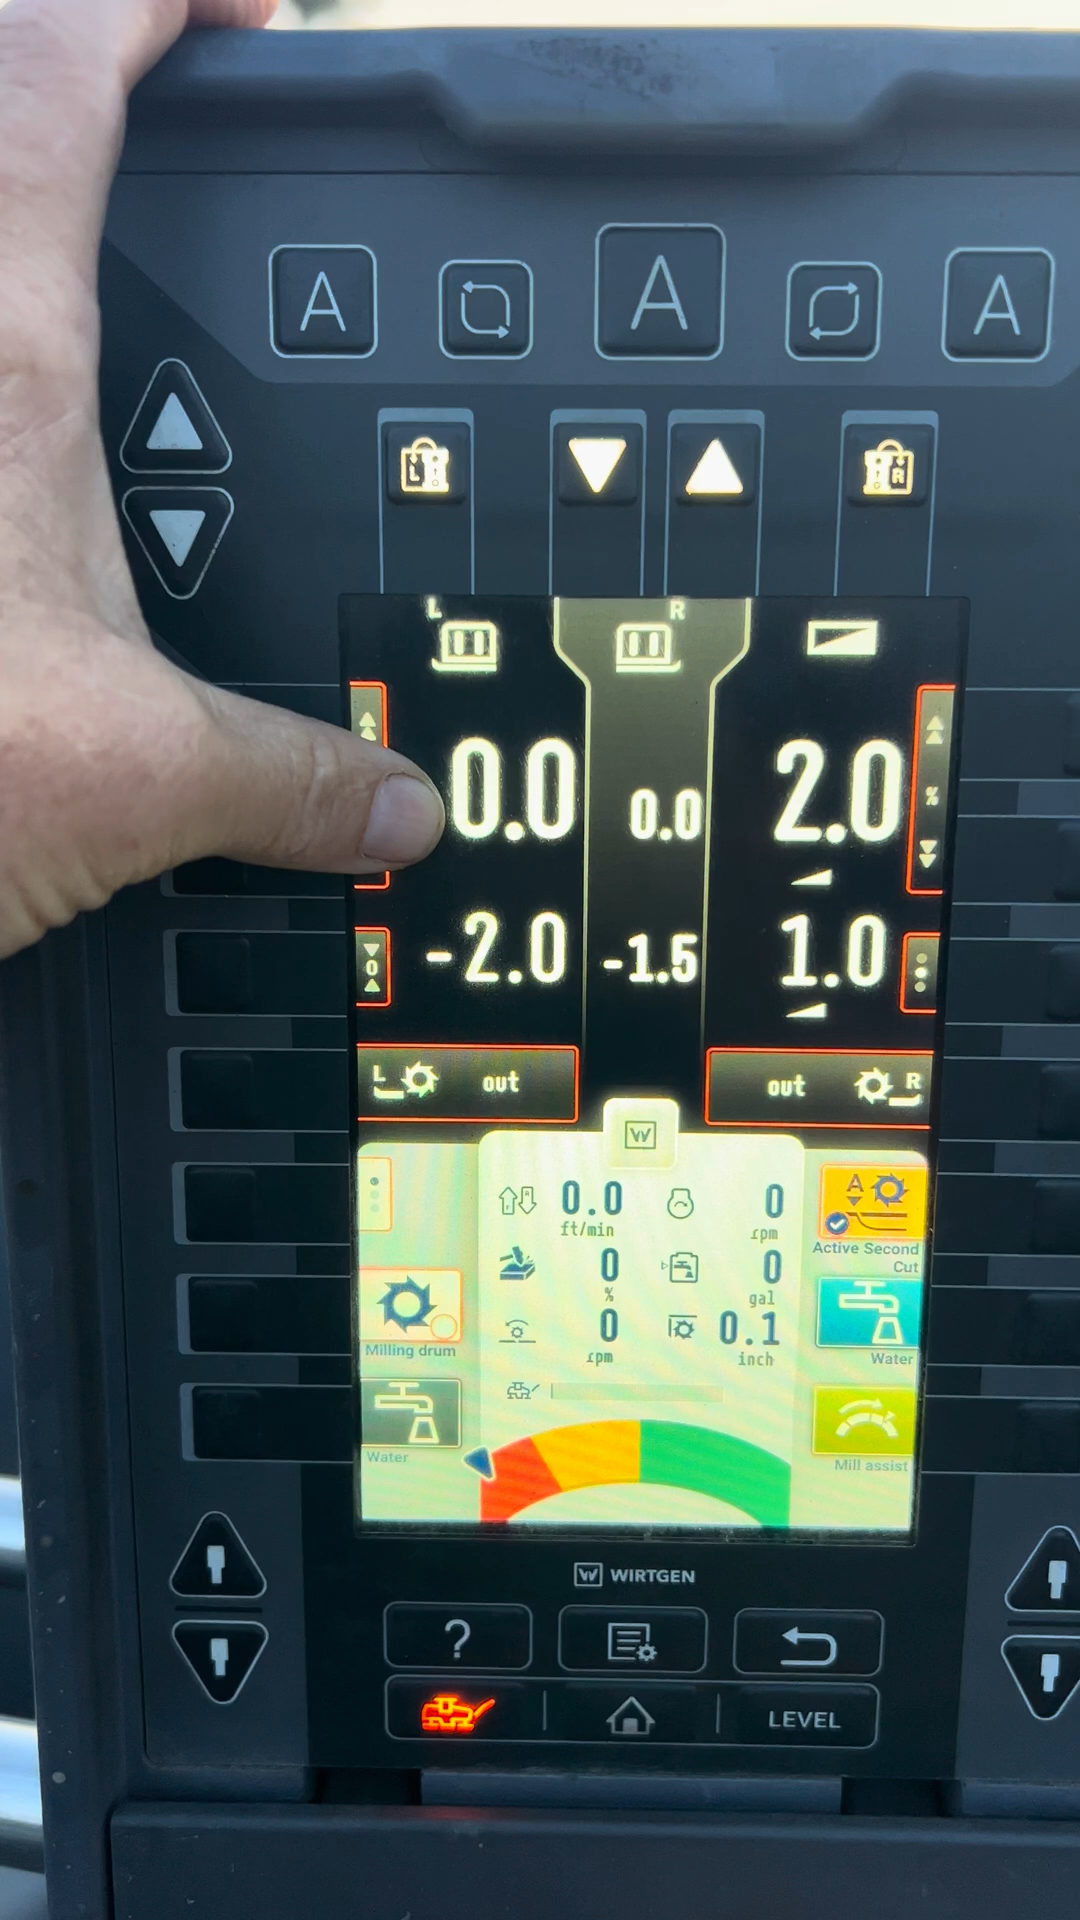 A A A
L R
L R
0.0 0.0 2.0
%
-2.0 -1.5 1.0
0
L out out R
W
0.0 ft/min 0 rpm
A
Active Second Cut
0 % 0 gal
Milling drum
0 rpm 0.1 inch
Water
Water
Mill assist
W WIRTGEN
?
LEVEL